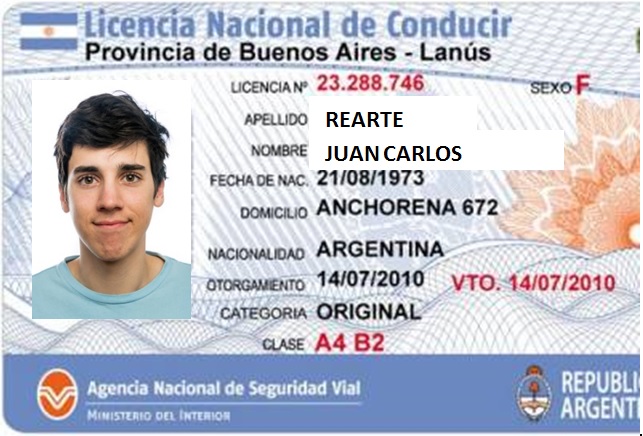 Licencia Nacional de Conducir
Provincia de Buenos Aires - Lanús
LICENCIA Nº 23.288.746 SEXO F
APELLIDO REARTE
NOMBRE JUAN CARLOS
FECHA DE NAC. 21/08/1973
DOMICILIO ANCHORENA 672
NACIONALIDAD ARGENTINA
OTORGAMIENTO 14/07/2010 VTO. 14/07/2010
CATEGORIA ORIGINAL
CLASE A4 B2
Agencia Nacional de Seguridad Vial
MINISTERIO DEL INTERIOR
ARGENTI